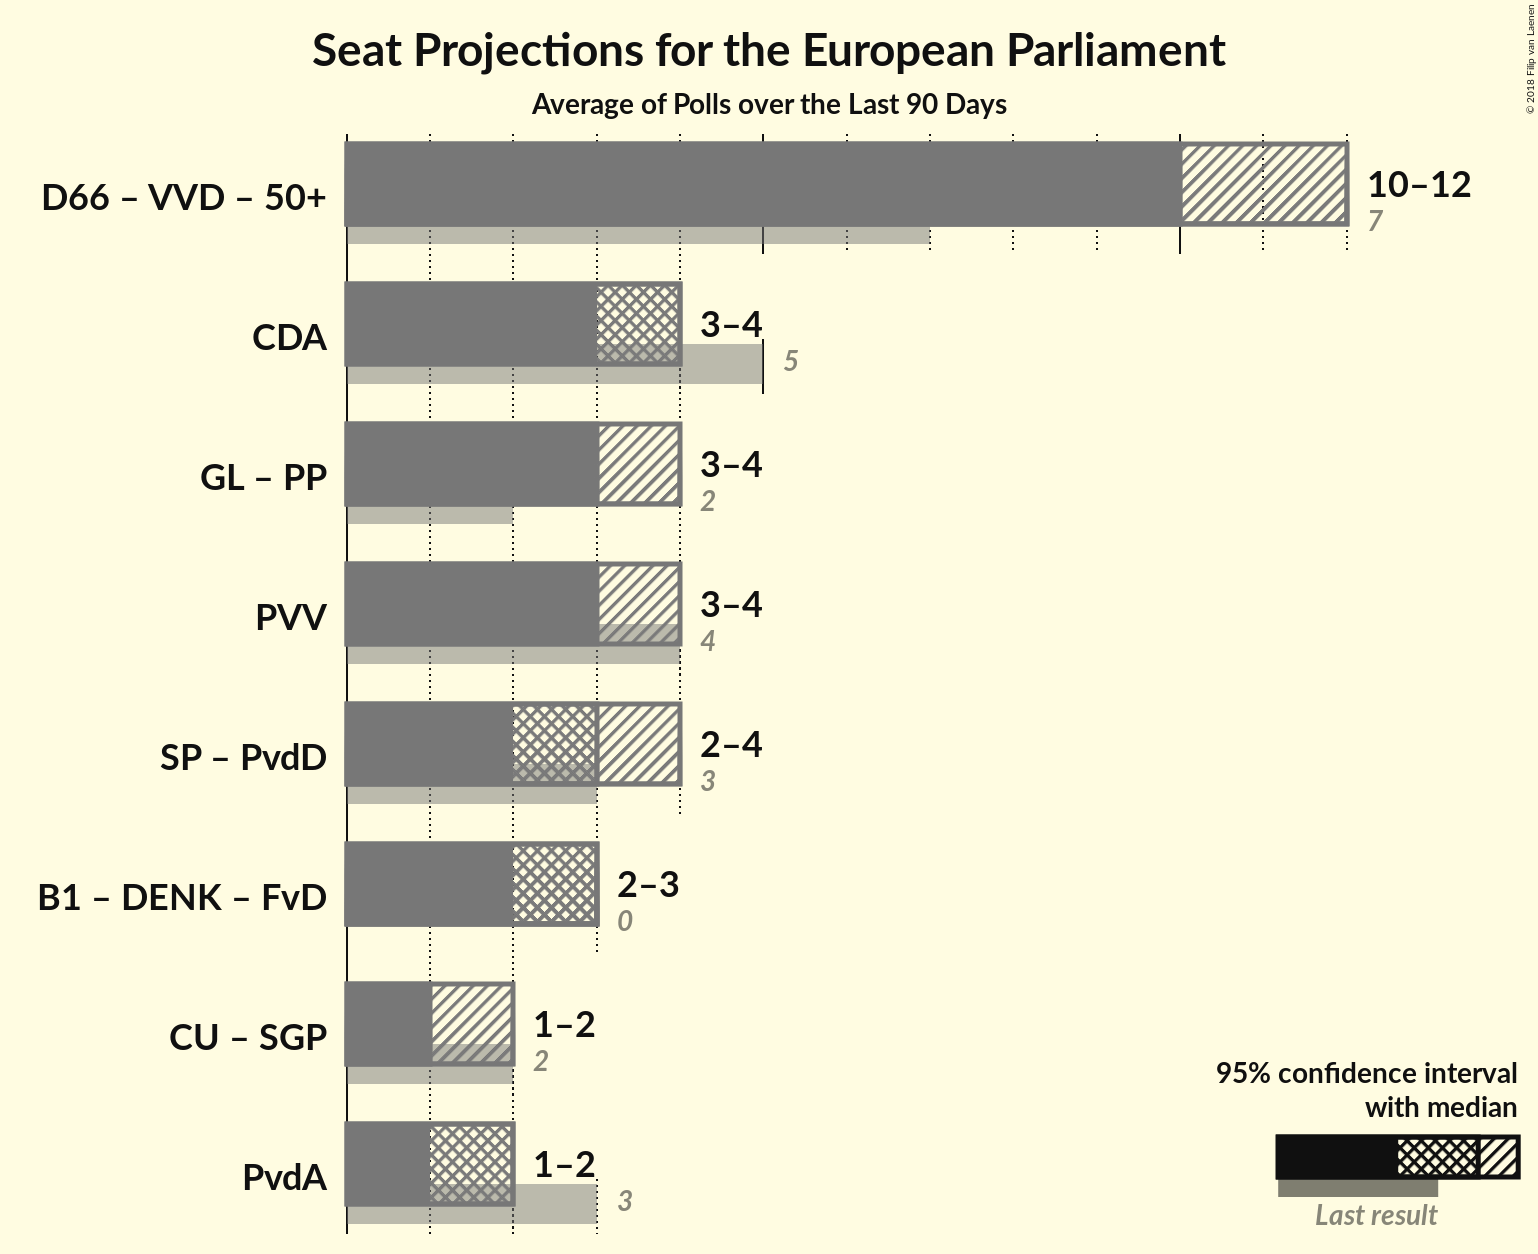 Seat Projections for the European Parliament
Average of Polls over the Last 90 Days
© 2018 Filip van Laenen
D66 – VVD – 50+
10–12
7
CDA
3–4
5
GL – PP
3–4
2
PVV
3–4
4
SP – PvdD
2–4
3
B1 – DENK – FvD
2–3
0
CU – SGP
1–2
2
PvdA
1–2
3
95% confidence interval
with median
Last result